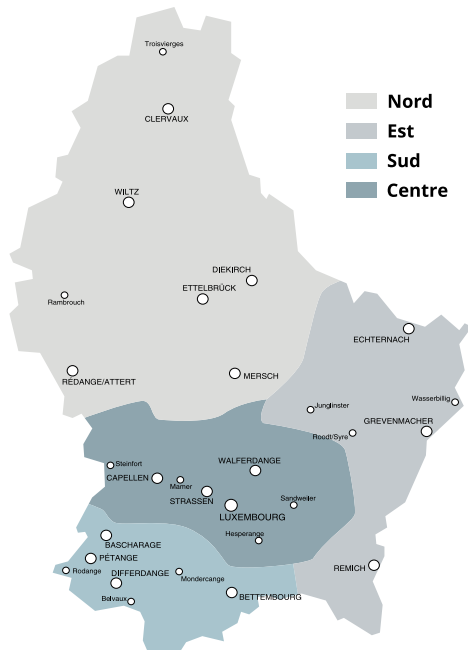 Troisvierges
CLERVAUX
Nord
Est
Sud
Centre
WILTZ
DIEKIRCH
ETTELBRÜCK
Rambrouch
ECHTERNACH
RÉDANGE/ATTERT
MERSCH
Wasserbillig
Junglinster
GREVENMACHER
Roodt/Syre
WALFERDANGE
Steinfort
CAPELLEN
Mamer
STRASSEN
Sandweiler
LUXEMBOURG
Hesperange
BASCHARAGE
PÉTANGE
REMICH
Rodange
DIFFERDANGE
Mondercange
Belvaux
BETTEMBOURG